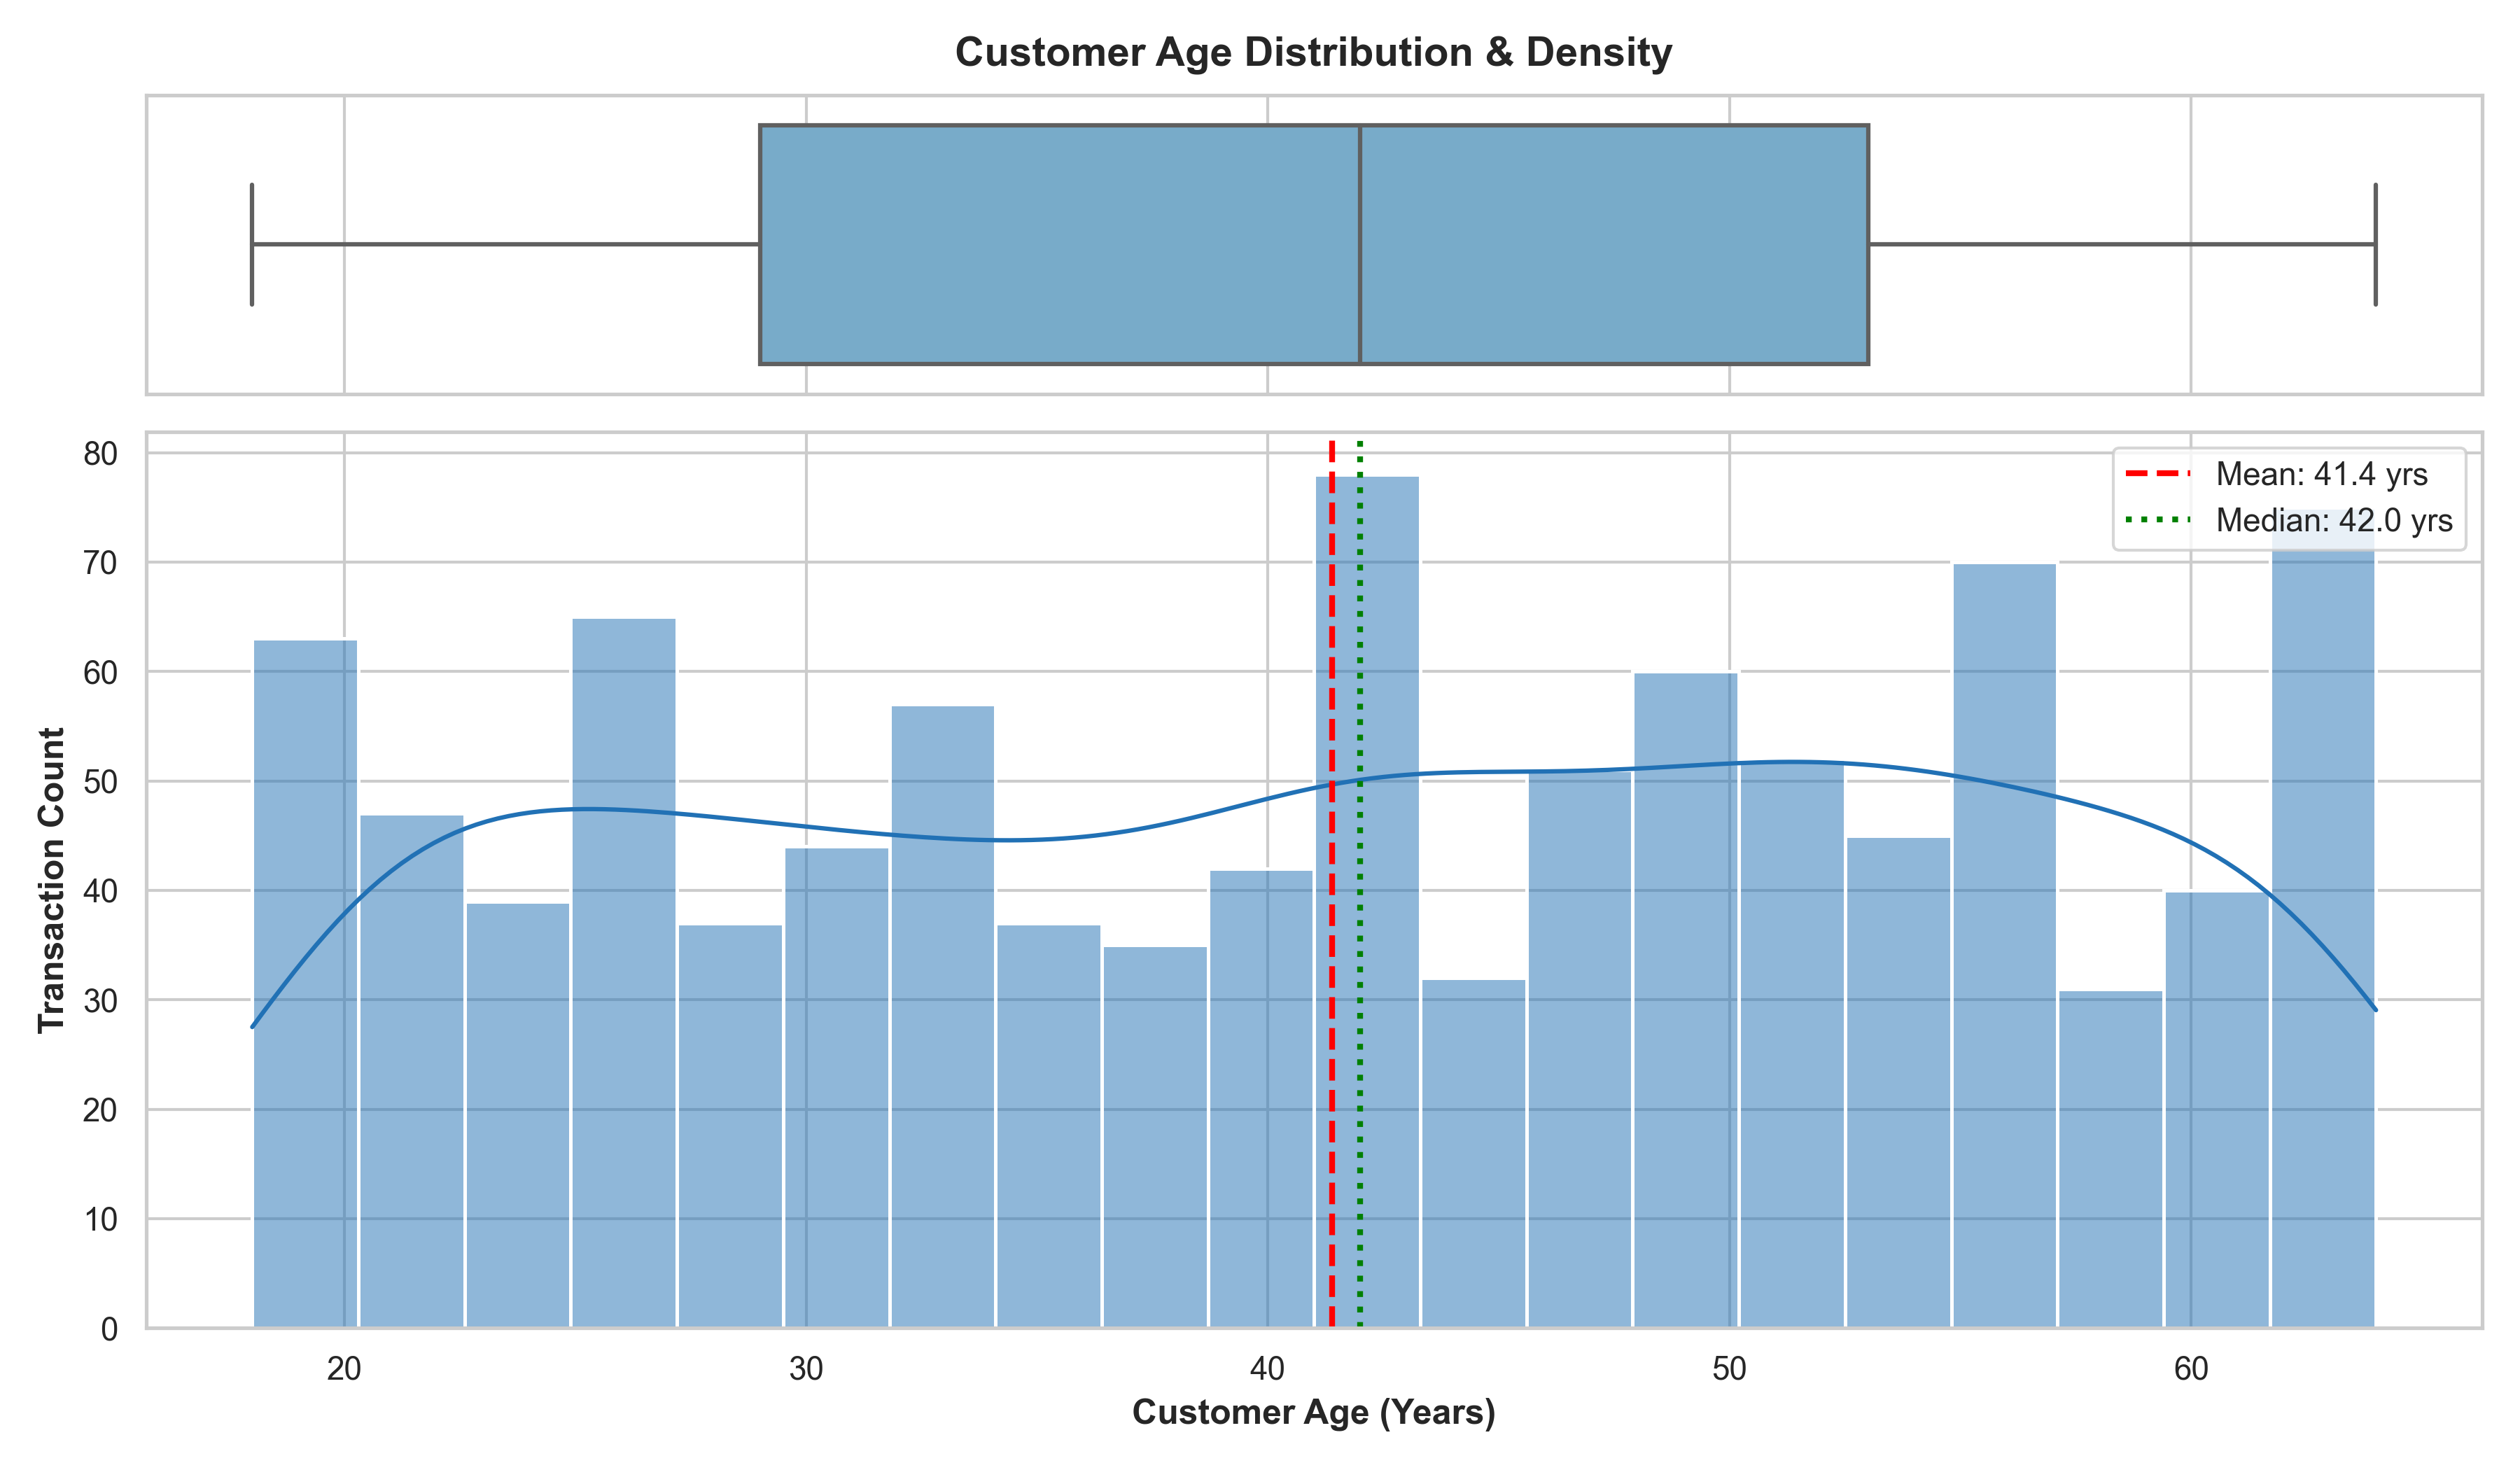 Customer Age Distribution & Density
80
70
60
50
40
30
20
10
0
Transaction Count
Mean: 41.4 yrs
Median: 42.0 yrs
20 30 40 50 60
Customer Age (Years)